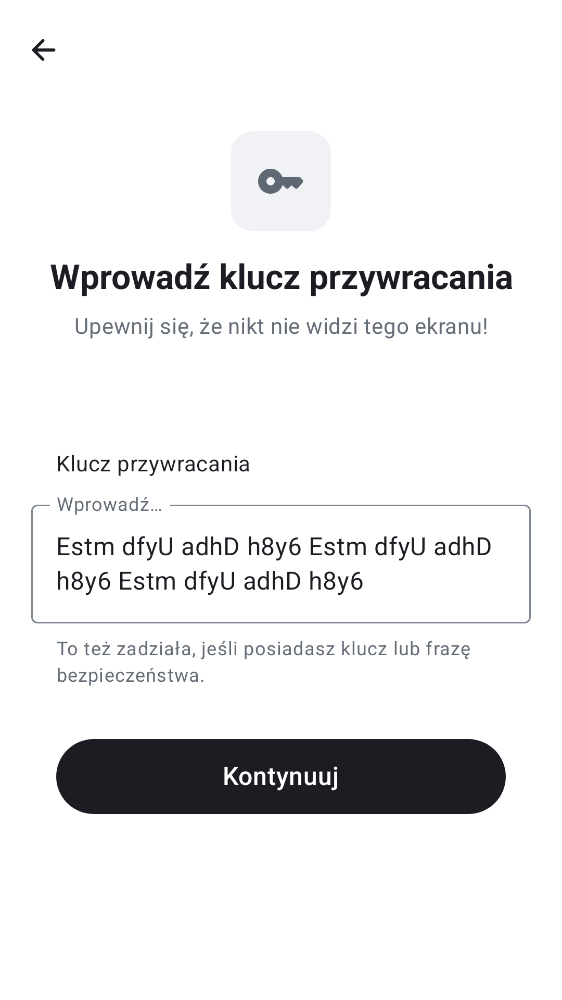 Wprowadź klucz przywracania
Upewnij się, że nikt nie widzi tego ekranu!
Klucz przywracania
Wprowadź…
Estm dfyU adhD h8y6 Estm dfyU adhD
h8y6 Estm dfyU adhD h8y6
To też zadziała, jeśli posiadasz klucz lub frazę
bezpieczeństwa.
Kontynuuj